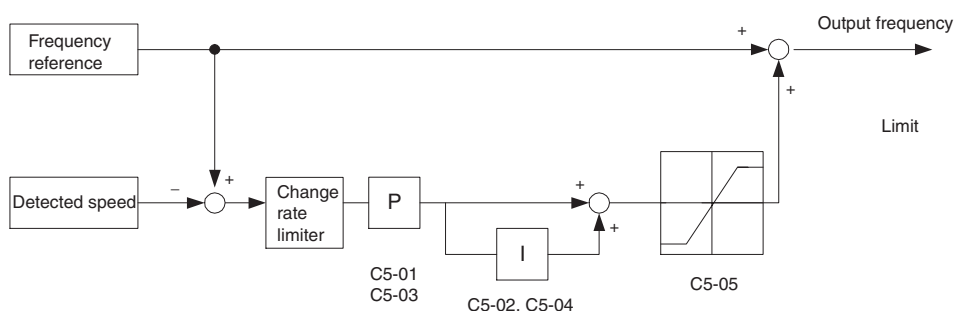 Output frequency
Frequency
reference
+
+
Limit
Detected speed
−
+
Change
rate
limiter
P
+
+
I
C5-01
C5-03
C5-02, C5-04
C5-05